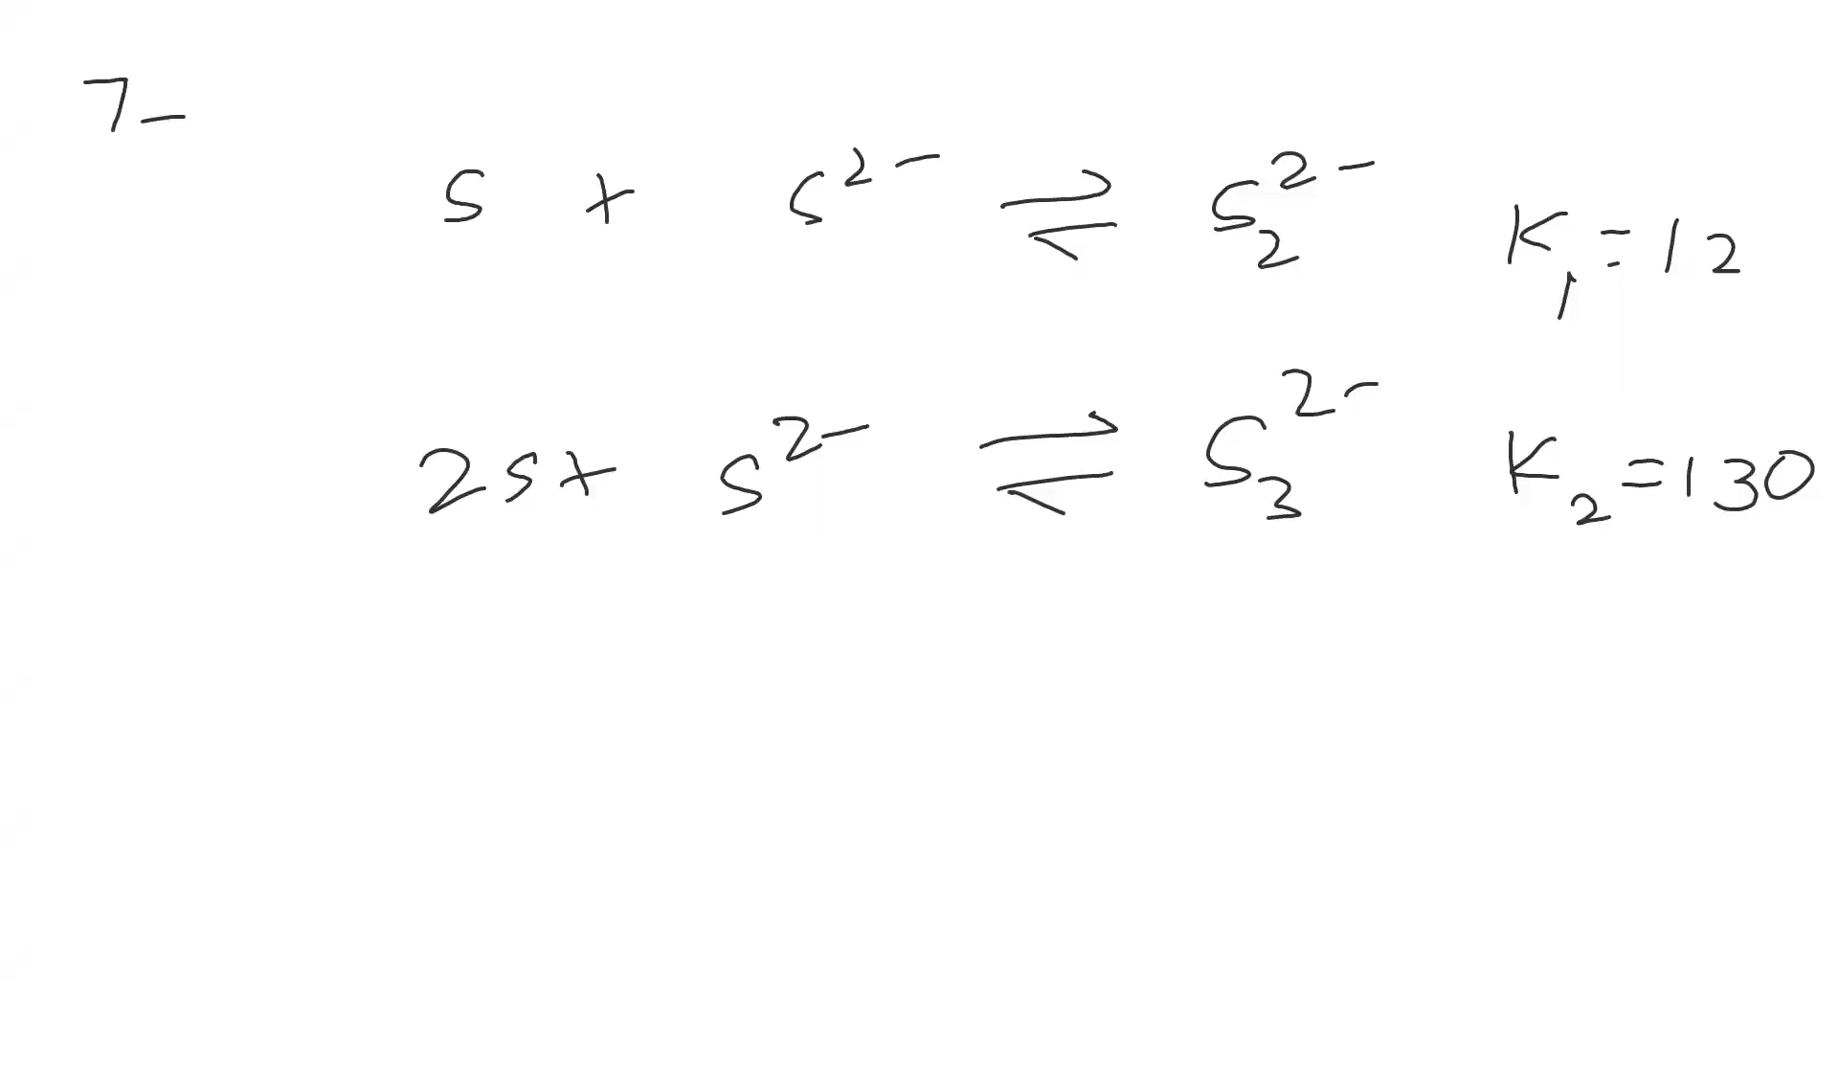 7-
S + S²⁻ ⇌ S₂²⁻ K₁=12
2S+ S²⁻ ⇌ S₃²⁻ K₂=130